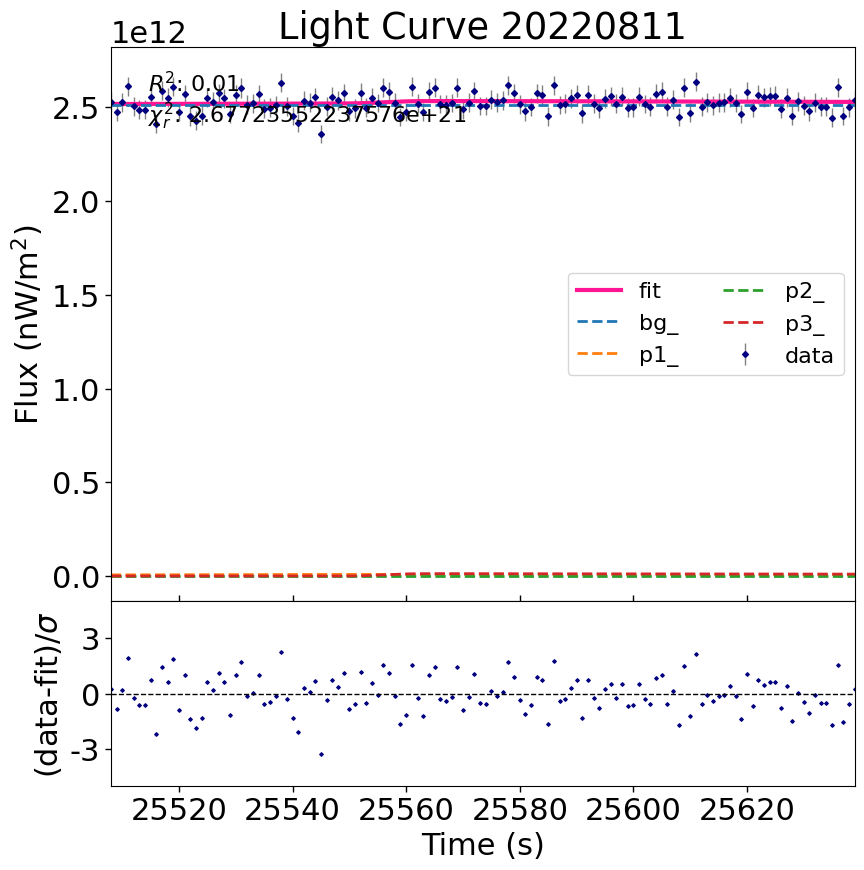 Light Curve 20220811
1e12
R²: 0.01
χ²ᵣ: 2.677235522237576e+21
2.5
2.0
1.5
1.0
0.5
0.0
Flux (nW/m²)
fit
bg_
p1_
p2_
p3_
data
3
0
-3
(data-fit)/σ
25520 25540 25560 25580 25600 25620
Time (s)